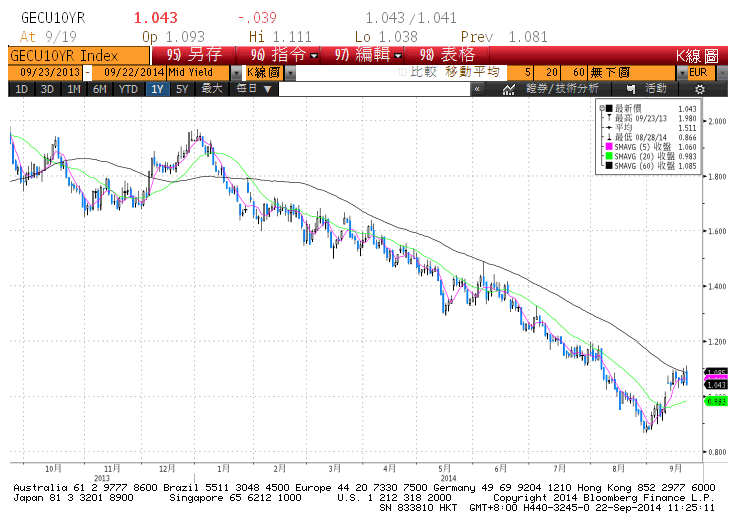 GECU10YR 1.043 -.039 1.043/1.041
At 9/19 Op 1.093 Hi 1.111 Lo 1.038 Prev 1.081
GECU10YR Index 95) 另存 96) 指令 97) 編輯 98) 表格 K線圖
09/23/2013 - 09/22/2014 Mid Yield K線圖 比較 移動平均 5 20 60 無下圖 EUR
1D 3D 1M 6M YTD 1Y 5Y 最大 每日 ▼ « 證券/技術分析 活動
最新價 1.043
最高 09/23/13 1.980
平均 1.511
最低 08/28/14 0.866
SMAVG (5) 收盤 1.060
SMAVG (20) 收盤 0.983
SMAVG (60) 收盤 1.085
2.000
1.800
1.600
1.400
1.200
1.085
1.043
0.983
0.800
10月 11月 12月 1月 2月 3月 4月 5月 6月 7月 8月 9月
2013 2014
Australia 61 2 9777 8600 Brazil 5511 3048 4500 Europe 44 20 7330 7500 Germany 49 69 9204 1210 Hong Kong 852 2977 6000
Japan 81 3 3201 8900 Singapore 65 6212 1000 U.S. 1 212 318 2000 Copyright 2014 Bloomberg Finance L.P.
SN 833810 HKT GMT+8:00 H440-3245-0 22-Sep-2014 11:25:11